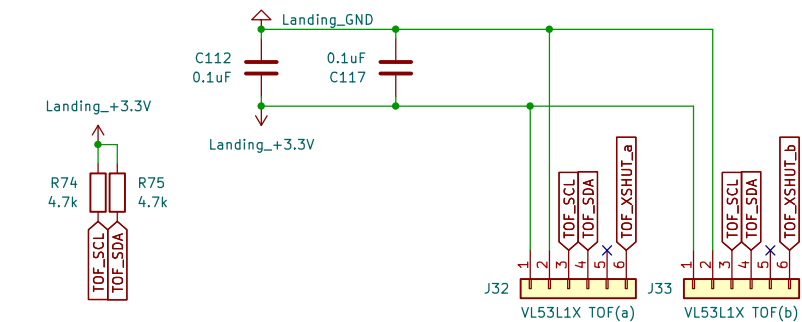 Landing_GND
C112
0.1uF
0.1uF
C117
Landing_+3.3V
Landing_+3.3V
R74
4.7k
R75
4.7k
TOF_SCL
TOF_SDA
TOF_SCL
TOF_SDA
TOF_XSHUT_a
TOF_SCL
TOF_SDA
TOF_XSHUT_b
1
2
3
4
5
6
1
2
3
4
5
6
J32
J33
VL53L1X TOF(a)
VL53L1X TOF(b)